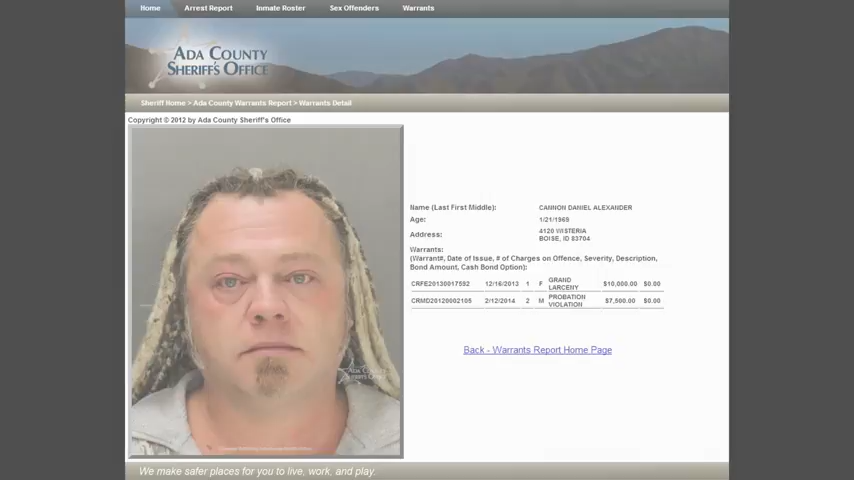 Home Arrest Report Inmate Roster Sex Offenders Warrants
ADA COUNTY
SHERIFF'S OFFICE
Sheriff Home > Ada County Warrants Report > Warrants Detail
Copyright © 2012 by Ada County Sheriff's Office
Name (Last First Middle): CANNON DANIEL ALEXANDER
Age: 1/21/1969
Address: 4120 WISTERIA
BOISE, ID 83704
Warrants:
(Warrant#, Date of Issue, # of Charges on Offence, Severity, Description,
Bond Amount, Cash Bond Option):
CRFE20130017592 12/16/2013 1 F GRAND LARCENY $10,000.00 $0.00
CRMD20120002105 2/12/2014 2 M PROBATION VIOLATION $7,500.00 $0.00
Back - Warrants Report Home Page
ADA COUNTY
SHERIFF'S OFFICE
We make safer places for you to live, work, and play.